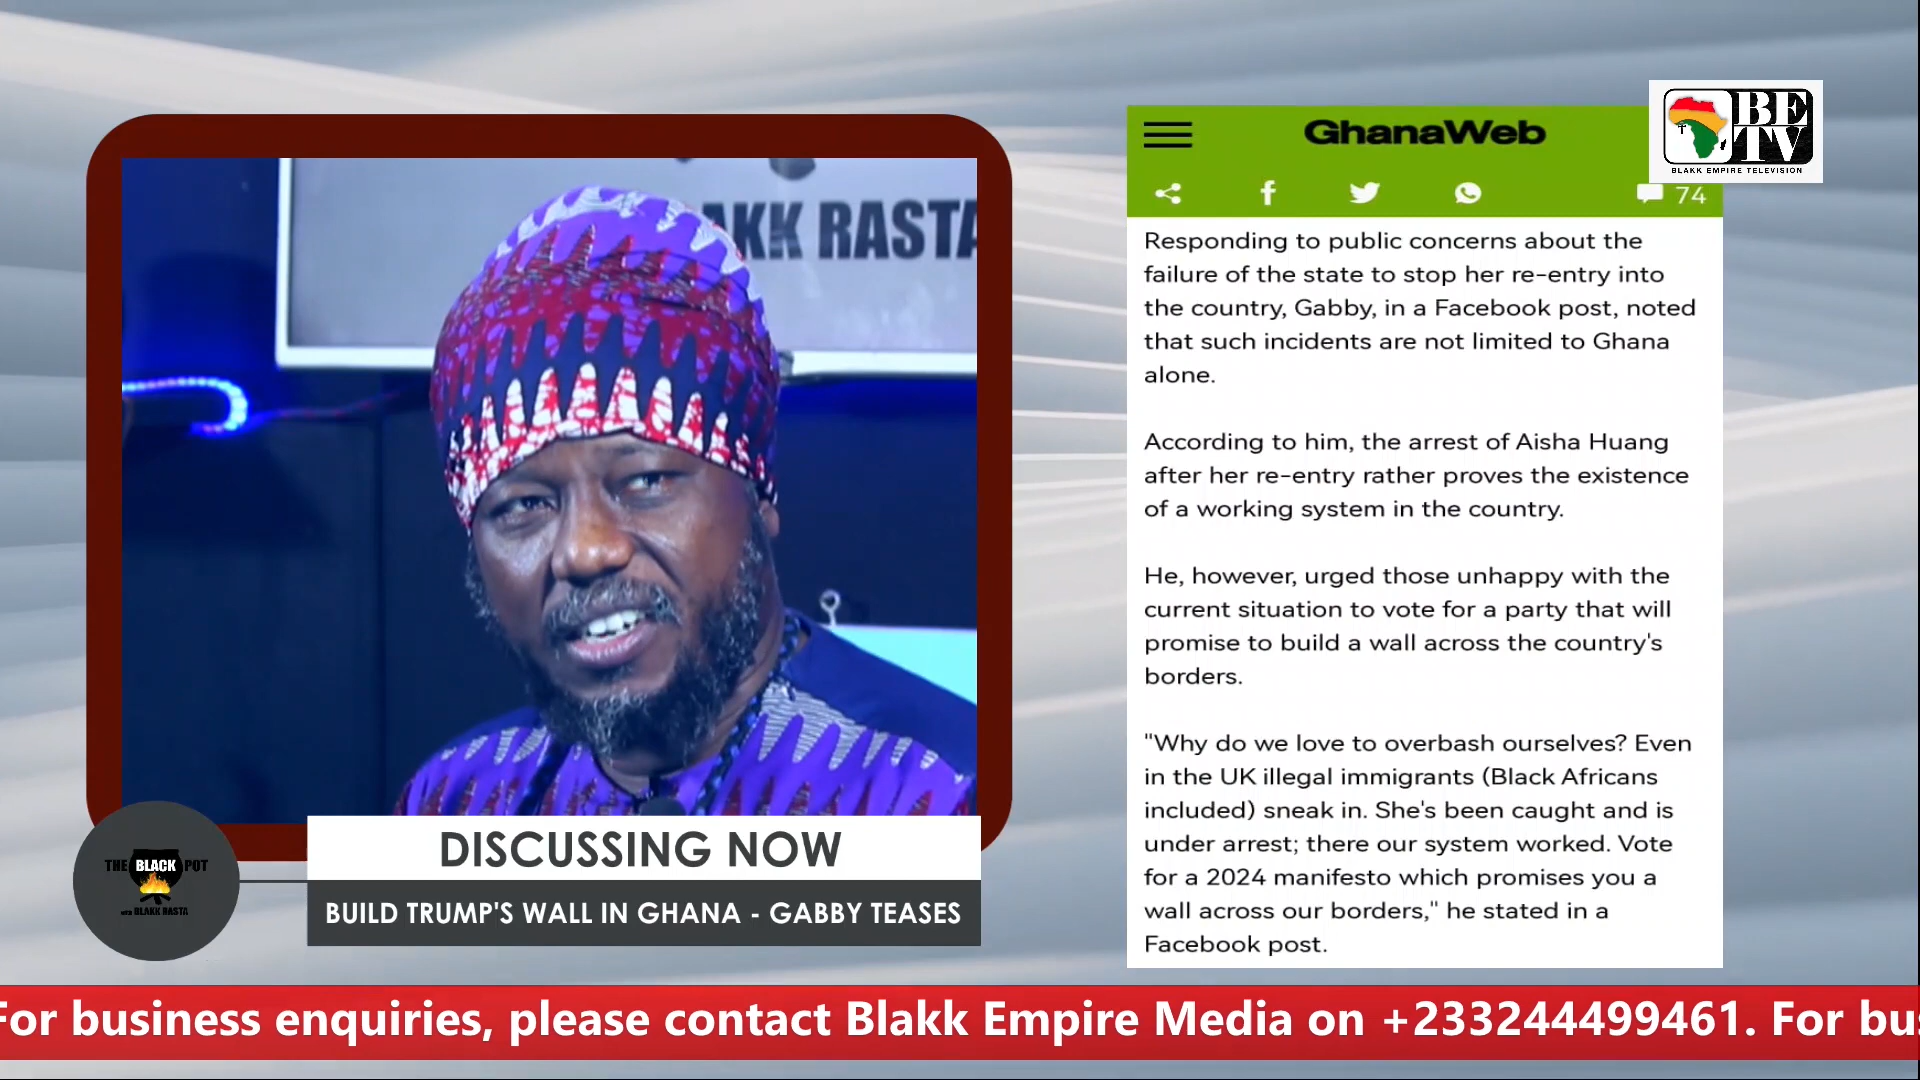 AKK RASTA
GhanaWeb
BE
TV
BLAKK EMPIRE TELEVISION
74
Responding to public concerns about the
failure of the state to stop her re-entry into
the country, Gabby, in a Facebook post, noted
that such incidents are not limited to Ghana
alone.
According to him, the arrest of Aisha Huang
after her re-entry rather proves the existence
of a working system in the country.
He, however, urged those unhappy with the
current situation to vote for a party that will
promise to build a wall across the country's
borders.
"Why do we love to overbash ourselves? Even
in the UK illegal immigrants (Black Africans
included) sneak in. She's been caught and is
under arrest; there our system worked. Vote
for a 2024 manifesto which promises you a
wall across our borders," he stated in a
Facebook post.
THE BLACK POT
WITH BLAKK RASTA
DISCUSSING NOW
BUILD TRUMP'S WALL IN GHANA - GABBY TEASES
For business enquiries, please contact Blakk Empire Media on +233244499461. For bus